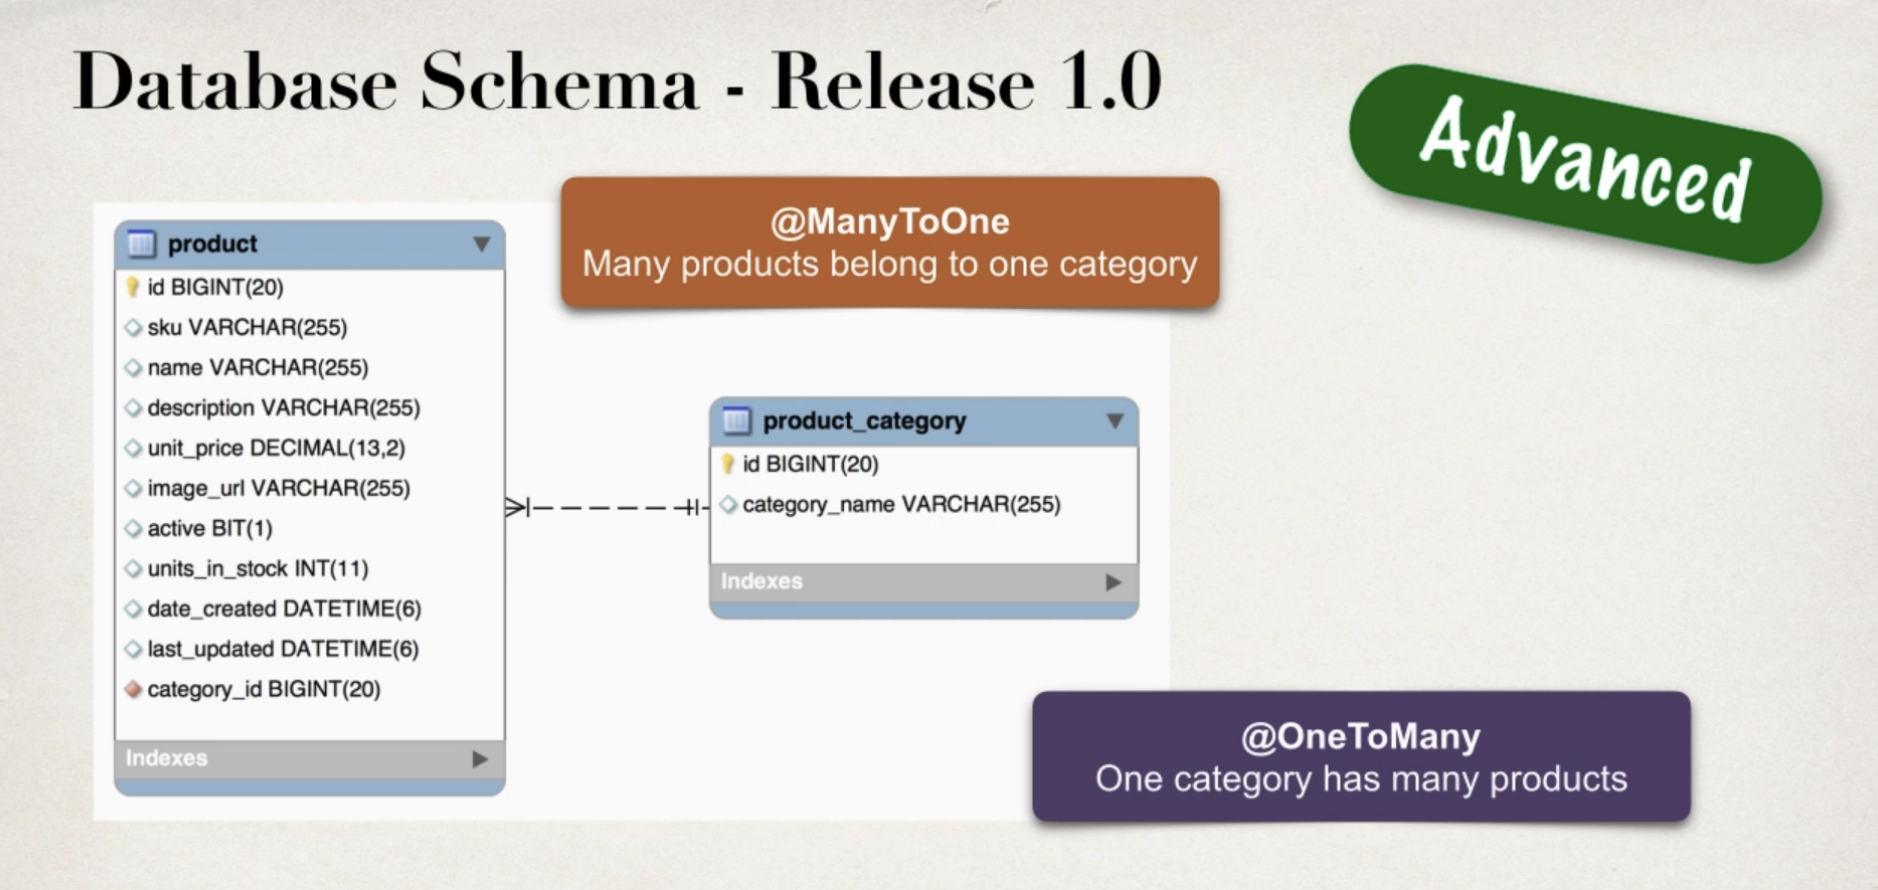 Database Schema - Release 1.0
Advanced
@ManyToOne
Many products belong to one category
product
id BIGINT(20)
sku VARCHAR(255)
name VARCHAR(255)
description VARCHAR(255)
unit_price DECIMAL(13,2)
image_url VARCHAR(255)
active BIT(1)
units_in_stock INT(11)
date_created DATETIME(6)
last_updated DATETIME(6)
category_id BIGINT(20)
Indexes
product_category
id BIGINT(20)
category_name VARCHAR(255)
Indexes
@OneToMany
One category has many products